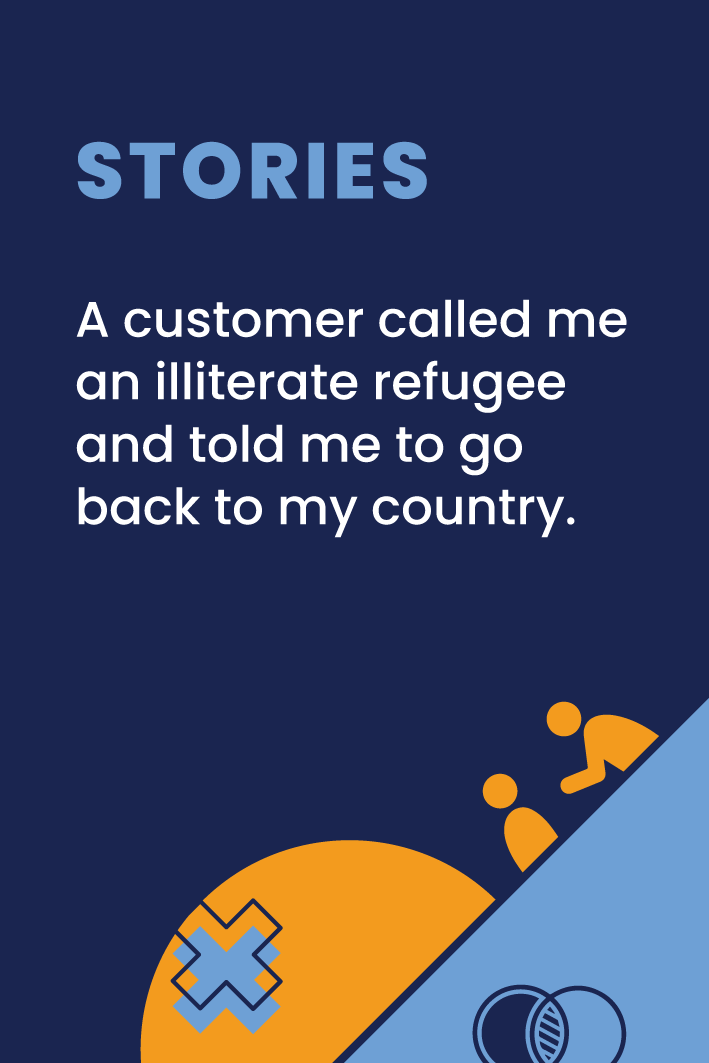 STORIES
A customer called me
an illiterate refugee
and told me to go
back to my country.